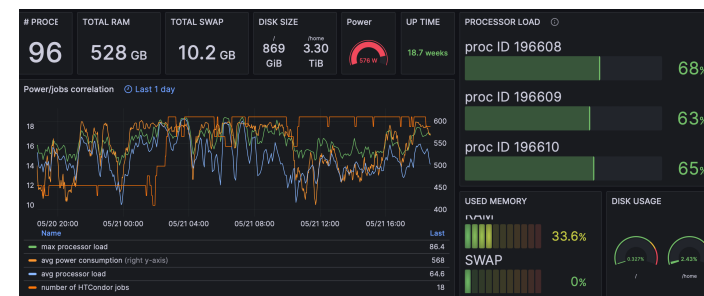 # PROCE
TOTAL RAM
TOTAL SWAP
DISK SIZE
Power
UP TIME
PROCESSOR LOAD
96
528 GB
10.2 GB
/
869
GiB
/home
3.30
TiB
576 W
18.7 weeks
proc ID 196608
68%
proc ID 196609
63%
proc ID 196610
65%
Power/jobs correlation
Last 1 day
18
16
14
12
10
600
550
500
450
400
05/20 20:00
05/21 00:00
05/21 04:00
05/21 08:00
05/21 12:00
05/21 16:00
Name
Last
max processor load
86.4
avg power consumption (right y-axis)
568
avg processor load
64.6
number of HTCondor jobs
18
USED MEMORY
RAM
33.6%
SWAP
0%
DISK USAGE
0.327%
/
2.43%
/home